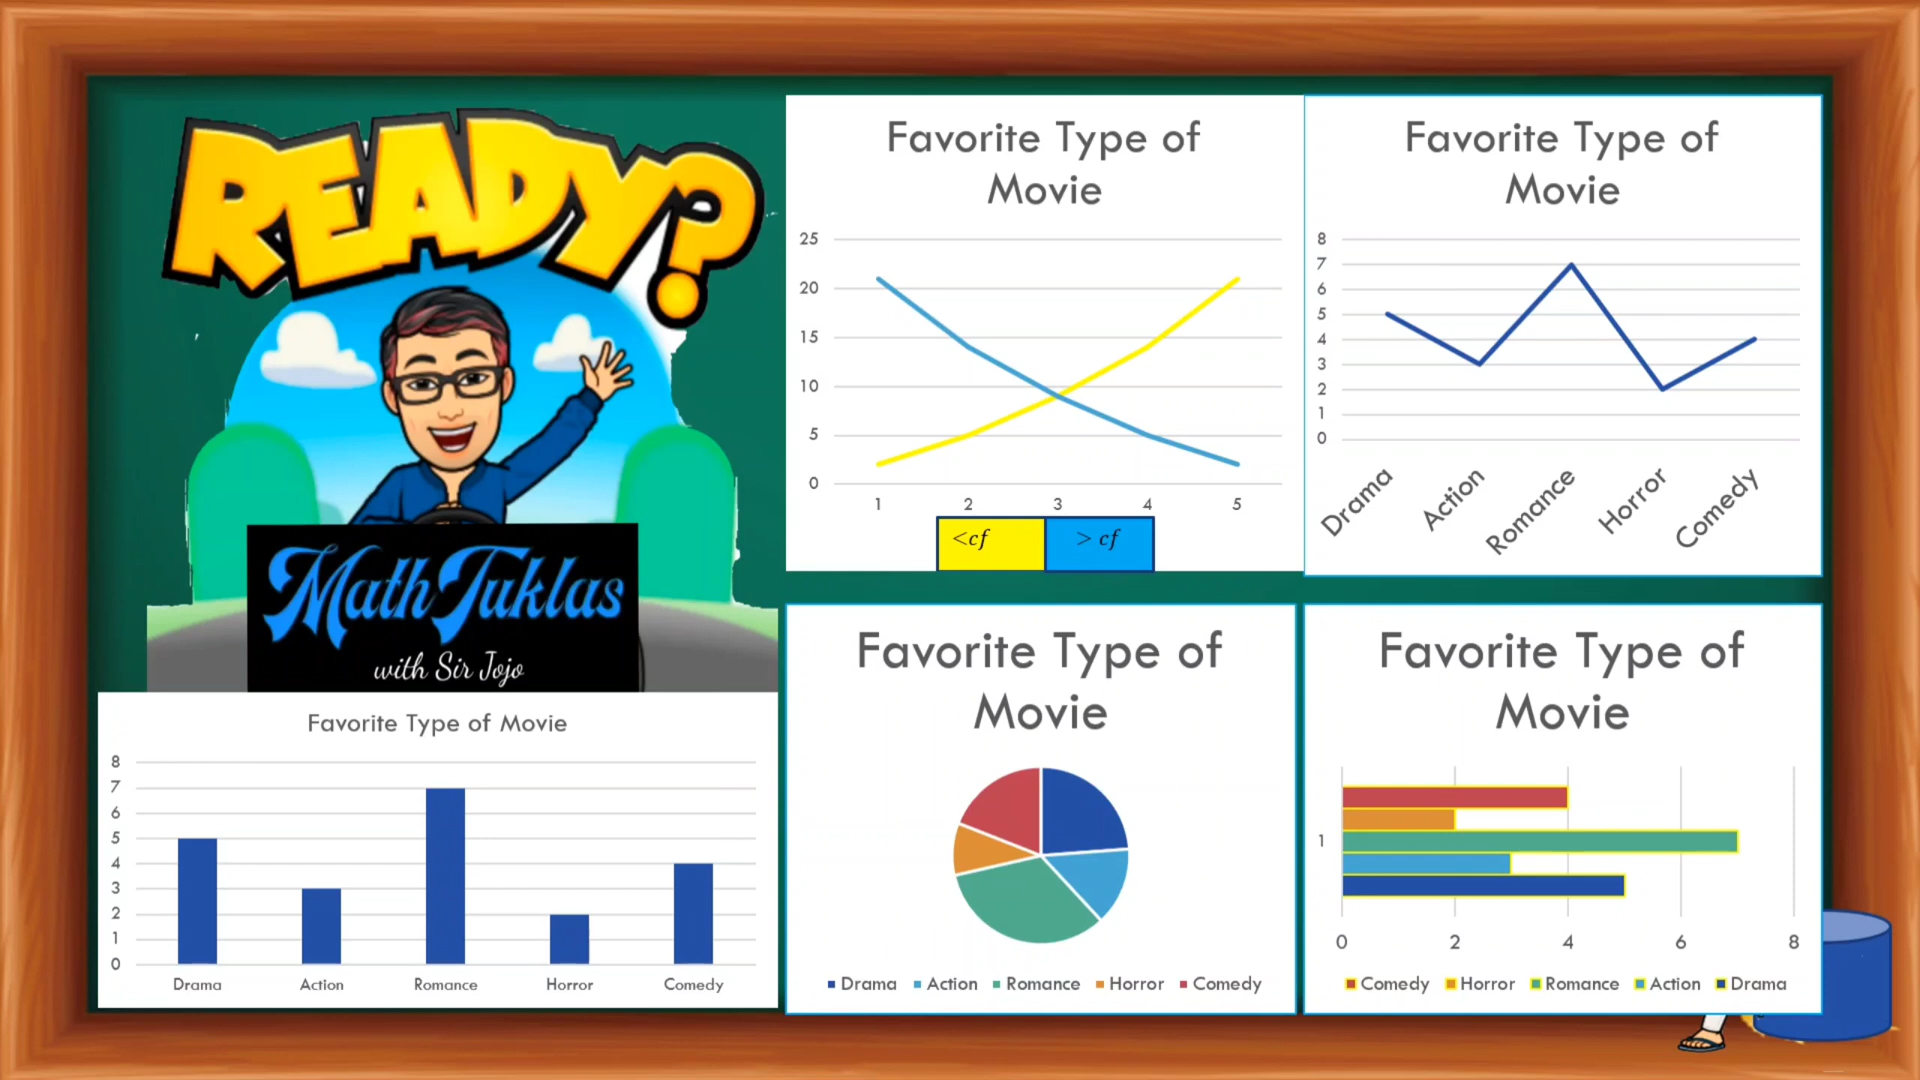 READY?
MathTuklas
with Sir Jojo
Favorite Type of Movie
8
7
6
5
4
3
2
1
0
Drama Action Romance Horror Comedy
Favorite Type of
Movie
25
20
15
10
5
0
1 2 3 4 5
<cf > cf
Favorite Type of
Movie
8
7
6
5
4
3
2
1
0
Drama Action Romance Horror Comedy
Favorite Type of
Movie
Drama Action Romance Horror Comedy
Favorite Type of
Movie
1
0 2 4 6 8
Comedy Horror Romance Action Drama